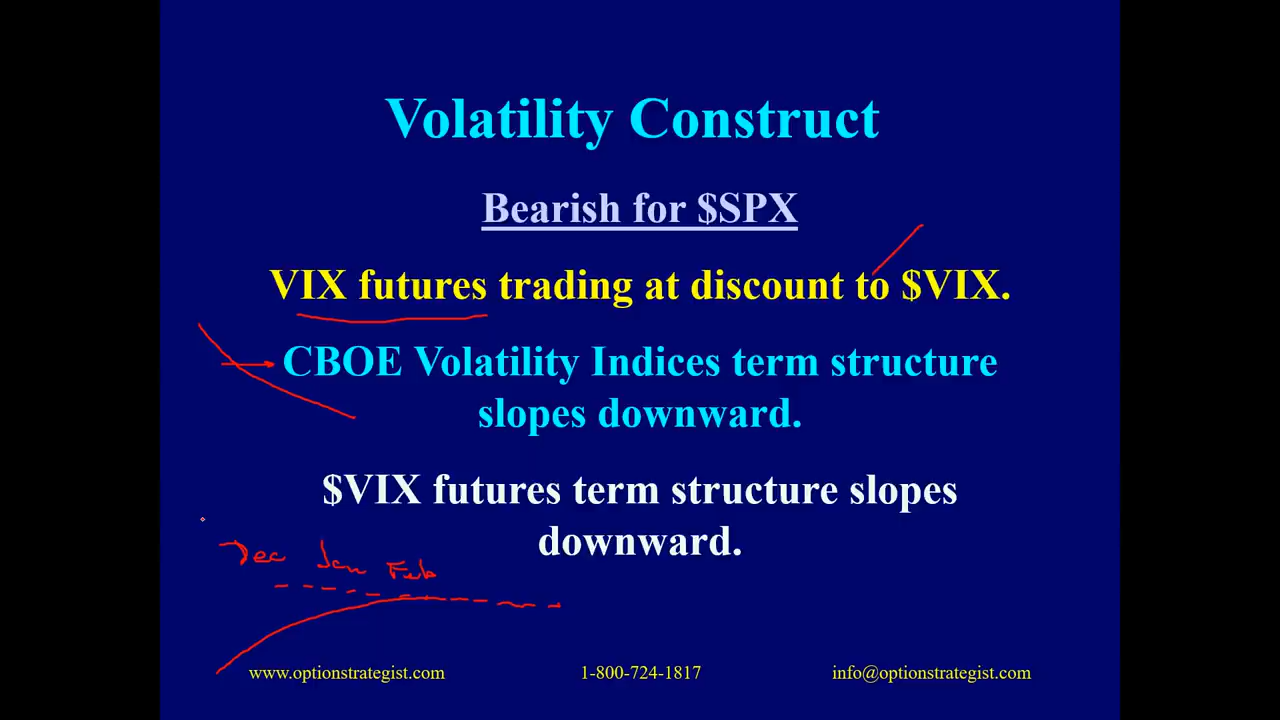 Volatility Construct
Bearish for $SPX
VIX futures trading at discount to $VIX.
CBOE Volatility Indices term structure
slopes downward.
$VIX futures term structure slopes
downward.
Dec Jan Feb
www.optionstrategist.com 1-800-724-1817 info@optionstrategist.com